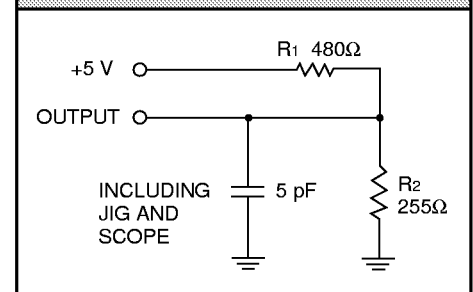 R1 480Ω
+5 V
OUTPUT
INCLUDING
JIG AND
SCOPE
5 pF
R2
255Ω